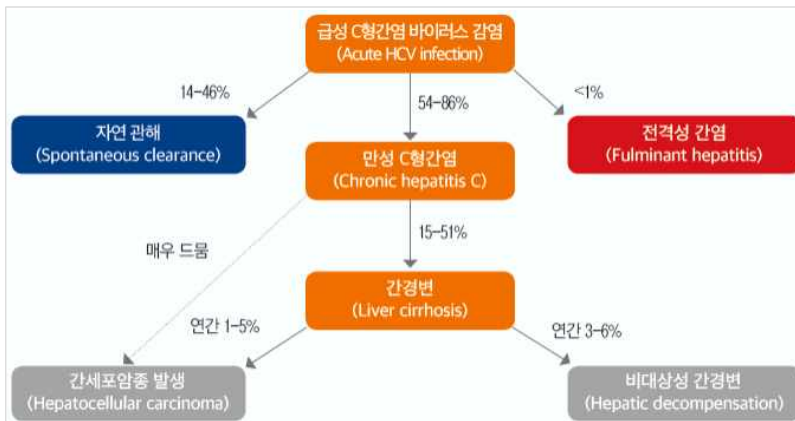 급성 C형간염 바이러스 감염
(Acute HCV infection)
14-46%
54-86%
<1%
자연 관해
(Spontaneous clearance)
만성 C형간염
(Chronic hepatitis C)
전격성 간염
(Fulminant hepatitis)
매우 드뭄
15-51%
간경변
(Liver cirrhosis)
연간 1-5%
연간 3-6%
간세포암종 발생
(Hepatocellular carcinoma)
비대상성 간경변
(Hepatic decompensation)